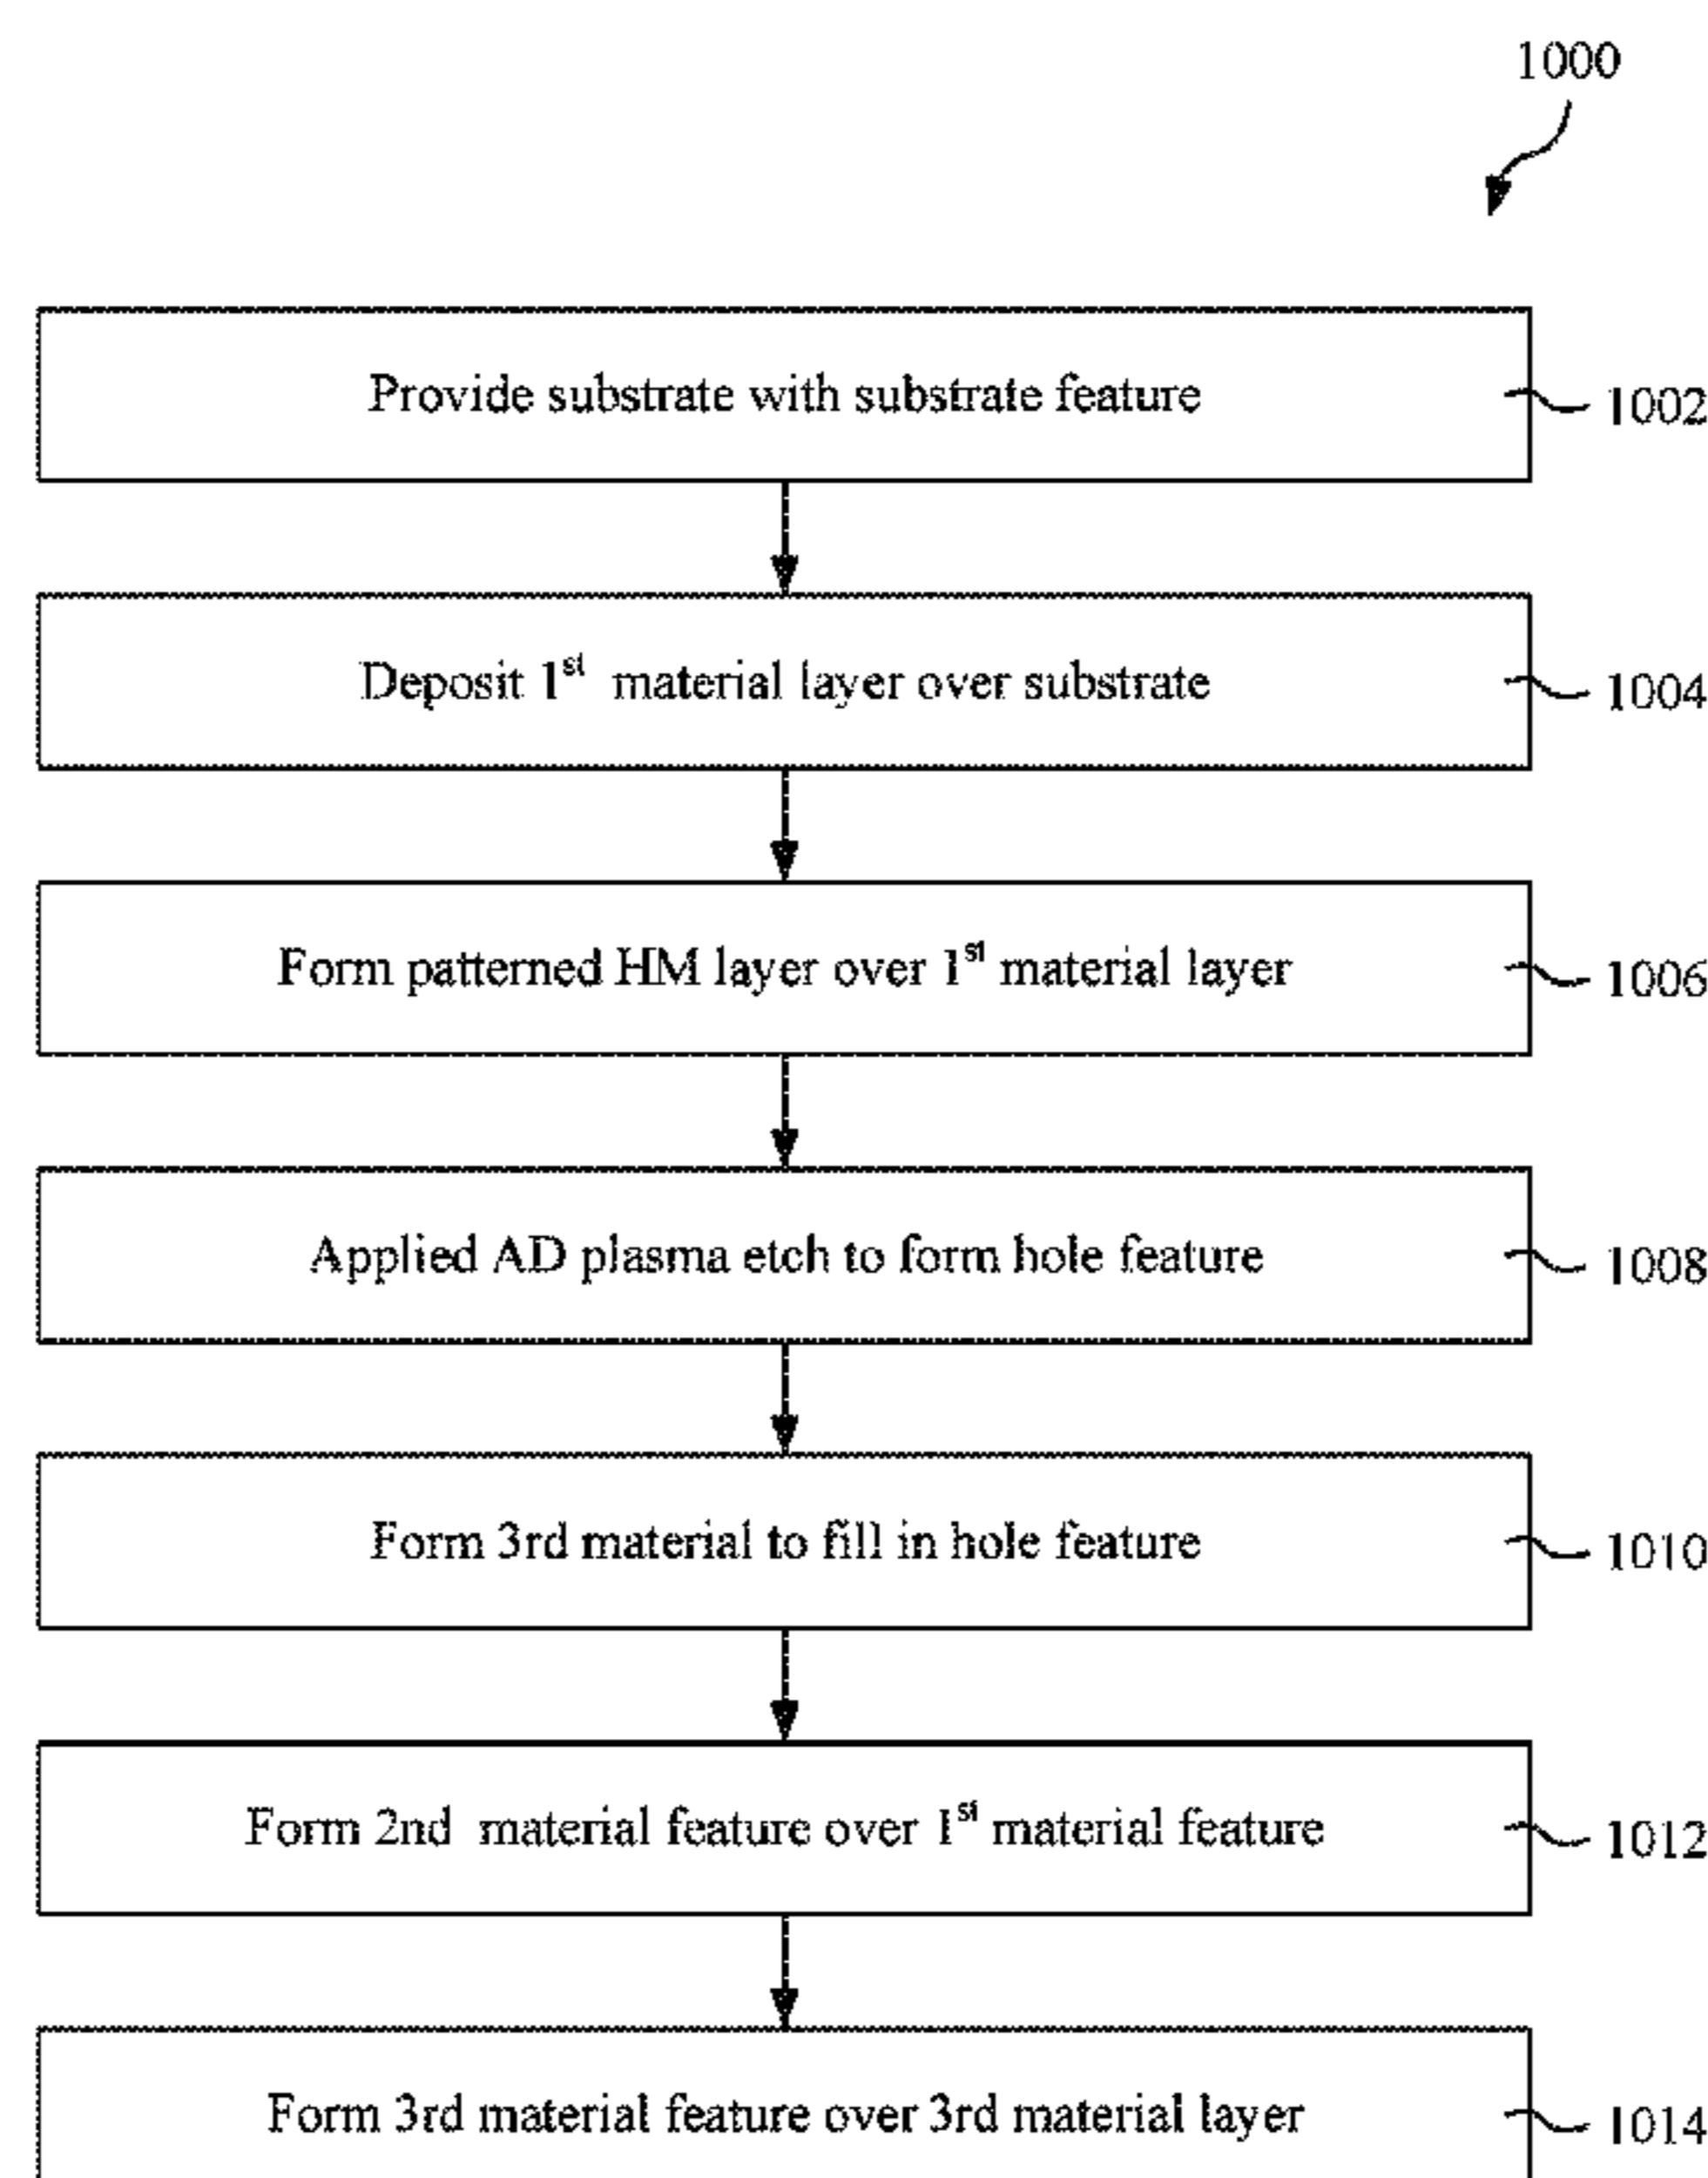 1000
Provide substrate with substrate feature
1002
Deposit 1st material layer over substrate
1004
Form patterned HM layer over 1st material layer
1006
Applied AD plasma etch to form hole feature
1008
Form 3rd material to fill in hole feature
1010
Form 2nd material feature over 1st material feature
1012
Form 3rd material feature over 3rd material layer
1014